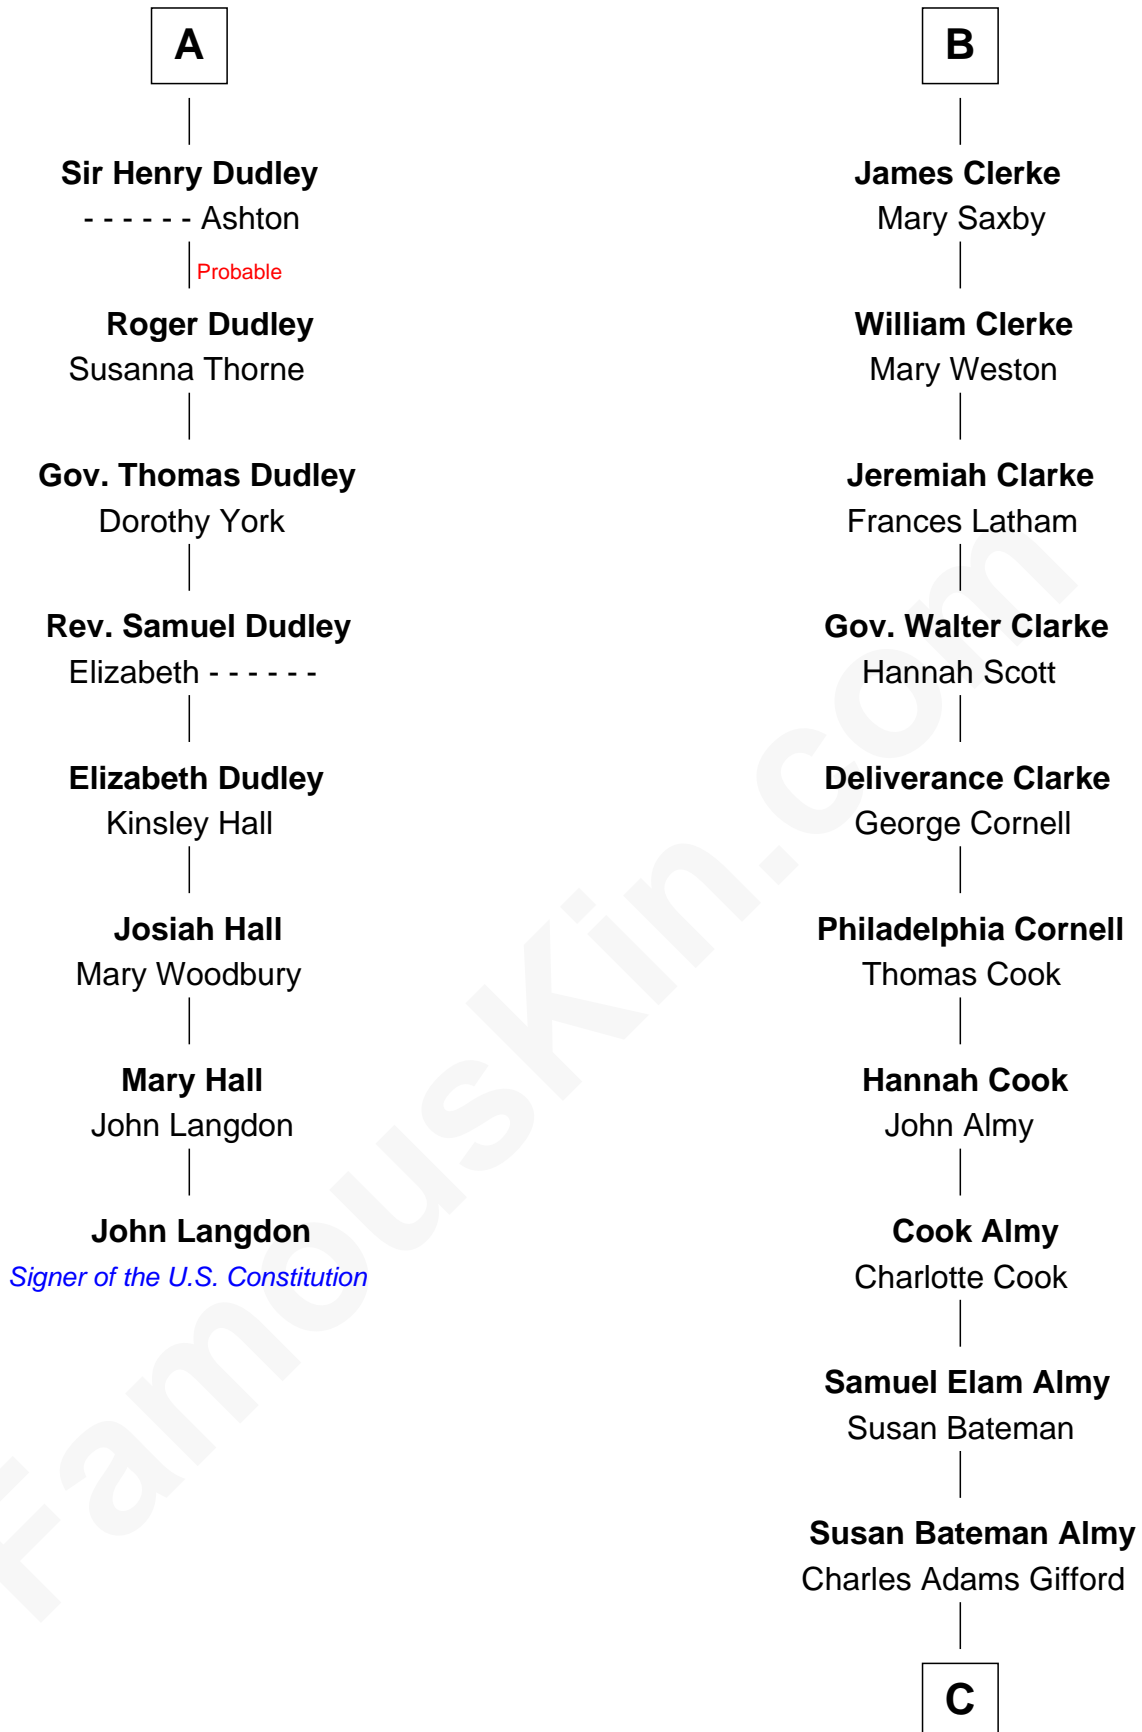 A
Sir Henry Dudley
- - - - - - Ashton
Probable
Roger Dudley
Susanna Thorne
Gov. Thomas Dudley
Dorothy York
Rev. Samuel Dudley
Elizabeth - - - - - -
Elizabeth Dudley
Kinsley Hall
Josiah Hall
Mary Woodbury
Mary Hall
John Langdon
John Langdon
Signer of the U.S. Constitution
B
James Clerke
Mary Saxby
William Clerke
Mary Weston
Jeremiah Clarke
Frances Latham
Gov. Walter Clarke
Hannah Scott
Deliverance Clarke
George Cornell
Philadelphia Cornell
Thomas Cook
Hannah Cook
John Almy
Cook Almy
Charlotte Cook
Samuel Elam Almy
Susan Bateman
Susan Bateman Almy
Charles Adams Gifford
C
FamousKin.com